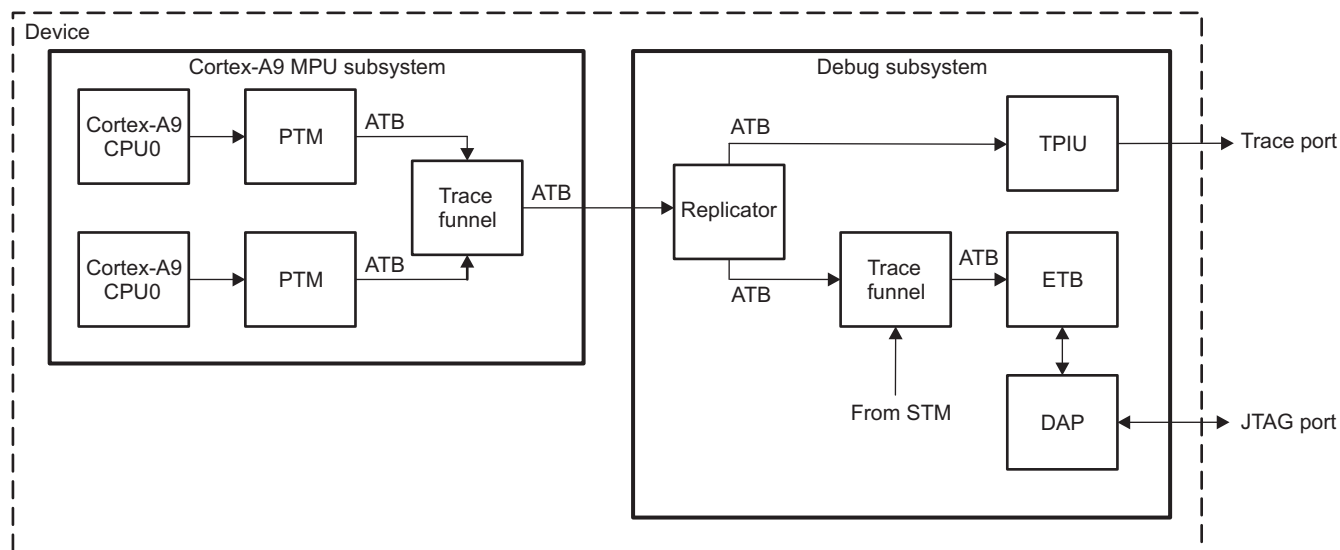 Device
Cortex-A9 MPU subsystem
Debug subsystem
Cortex-A9
CPU0
PTM
ATB
Trace
funnel
ATB
Cortex-A9
CPU0
PTM
ATB
Replicator
ATB
TPIU
Trace port
ATB
Trace
funnel
ATB
ETB
From STM
DAP
JTAG port